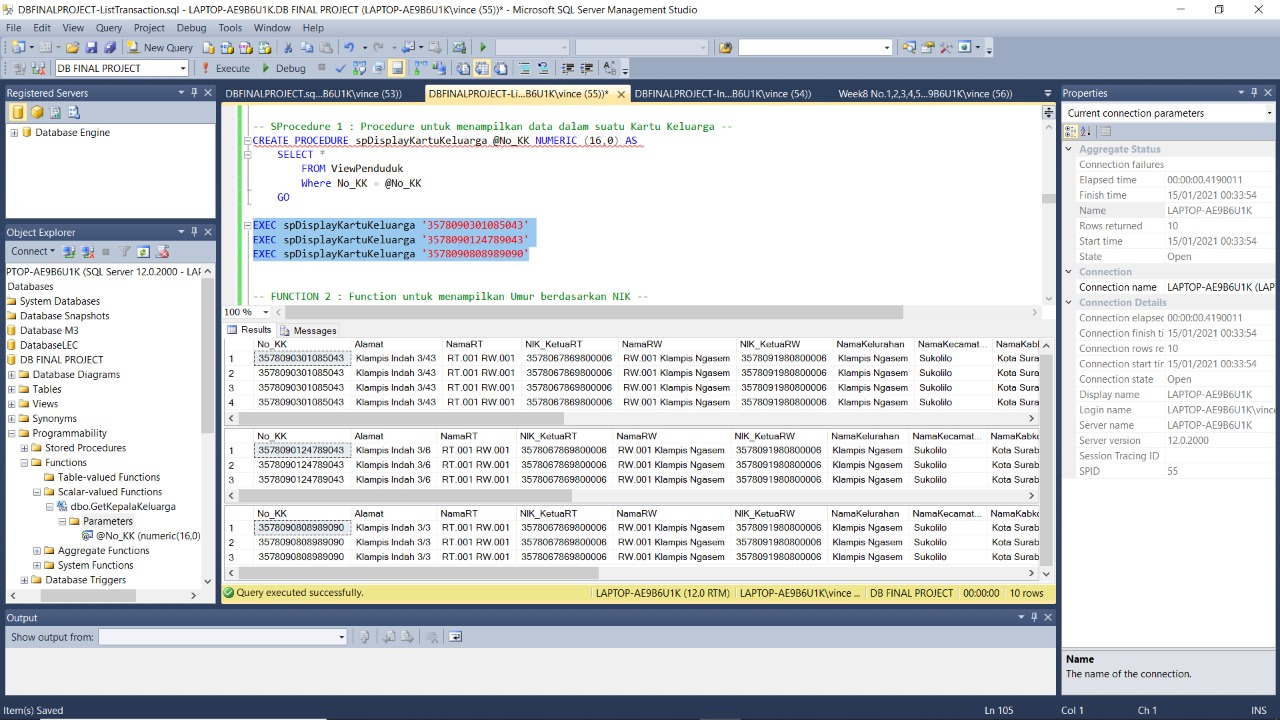 DBFINALPROJECT-ListTransaction.sql - LAPTOP-AE9B6U1K.DB FINAL PROJECT (LAPTOP-AE9B6U1K\vince (55))* - Microsoft SQL Server Management Studio
File Edit View Query Project Debug Tools Window Help
New Query
DB FINAL PROJECT Execute Debug
Registered Servers
Database Engine
Object Explorer
Connect
PTOP-AE9B6U1K (SQL Server 12.0.2000 - LAF
Databases
System Databases
Database Snapshots
Database M3
DatabaseLEC
DB FINAL PROJECT
Database Diagrams
Tables
Views
Synonyms
Programmability
Stored Procedures
Functions
Table-valued Functions
Scalar-valued Functions
dbo.GetKepalaKeluarga
Parameters
@No_KK (numeric(16,0)
Aggregate Functions
System Functions
Database Triggers
DBFINALPROJECT.sq...B6U1K\vince (53)) DBFINALPROJECT-Li...B6U1K\vince (55))* DBFINALPROJECT-In...B6U1K\vince (54)) Week8 No.1,2,3,4,5...9B6U1K\vince (56))
-- SProcedure 1 : Procedure untuk menampilkan data dalam suatu Kartu Keluarga --
CREATE PROCEDURE spDisplayKartuKeluarga @No_KK NUMERIC (16,0) AS
SELECT *
FROM ViewPenduduk
Where No_KK = @No_KK
GO
EXEC spDisplayKartuKeluarga '3578090301085043'
EXEC spDisplayKartuKeluarga '3578090124789043'
EXEC spDisplayKartuKeluarga '3578090808989090'
-- FUNCTION 2 : Function untuk menampilkan Umur berdasarkan NIK --
100 %
Results Messages
No_KK Alamat NamaRT NIK_KetuaRT NamaRW NIK_KetuaRW NamaKelurahan NamaKecamat... NamaKabk
1 3578090301085043 Klampis Indah 3/43 RT.001 RW.001 3578067869800006 RW.001 Klampis Ngasem 3578091980800006 Klampis Ngasem Sukolilo Kota Sura
2 3578090301085043 Klampis Indah 3/43 RT.001 RW.001 3578067869800006 RW.001 Klampis Ngasem 3578091980800006 Klampis Ngasem Sukolilo Kota Sura
3 3578090301085043 Klampis Indah 3/43 RT.001 RW.001 3578067869800006 RW.001 Klampis Ngasem 3578091980800006 Klampis Ngasem Sukolilo Kota Sura
4 3578090301085043 Klampis Indah 3/43 RT.001 RW.001 3578067869800006 RW.001 Klampis Ngasem 3578091980800006 Klampis Ngasem Sukolilo Kota Sura
No_KK Alamat NamaRT NIK_KetuaRT NamaRW NIK_KetuaRW NamaKelurahan NamaKecamat... NamaKabko
1 3578090124789043 Klampis Indah 3/6 RT.001 RW.001 3578067869800006 RW.001 Klampis Ngasem 3578091980800006 Klampis Ngasem Sukolilo Kota Surab
2 3578090124789043 Klampis Indah 3/6 RT.001 RW.001 3578067869800006 RW.001 Klampis Ngasem 3578091980800006 Klampis Ngasem Sukolilo Kota Surab
3 3578090124789043 Klampis Indah 3/6 RT.001 RW.001 3578067869800006 RW.001 Klampis Ngasem 3578091980800006 Klampis Ngasem Sukolilo Kota Surab
No_KK Alamat NamaRT NIK_KetuaRT NamaRW NIK_KetuaRW NamaKelurahan NamaKecamat... NamaKabko
1 3578090808989090 Klampis Indah 3/3 RT.001 RW.001 3578067869800006 RW.001 Klampis Ngasem 3578091980800006 Klampis Ngasem Sukolilo Kota Surab
2 3578090808989090 Klampis Indah 3/3 RT.001 RW.001 3578067869800006 RW.001 Klampis Ngasem 3578091980800006 Klampis Ngasem Sukolilo Kota Surab
3 3578090808989090 Klampis Indah 3/3 RT.001 RW.001 3578067869800006 RW.001 Klampis Ngasem 3578091980800006 Klampis Ngasem Sukolilo Kota Surab
Query executed successfully. LAPTOP-AE9B6U1K (12.0 RTM) LAPTOP-AE9B6U1K\vince ... DB FINAL PROJECT 00:00:00 10 rows
Properties
Current connection parameters
Aggregate Status
Connection failures
Elapsed time 00:00:00.4190011
Finish time 15/01/2021 00:33:54
Name LAPTOP-AE9B6U1K
Rows returned 10
Start time 15/01/2021 00:33:54
State Open
Connection
Connection name LAPTOP-AE9B6U1K (LAP
Connection Details
Connection elapsec 00:00:00.4190011
Connection finish ti 15/01/2021 00:33:54
Connection rows re 10
Connection start tir 15/01/2021 00:33:54
Connection state Open
Display name LAPTOP-AE9B6U1K
Login name LAPTOP-AE9B6U1K\vince
Server name LAPTOP-AE9B6U1K
Server version 12.0.2000
Session Tracing ID
SPID 55
Name
The name of the connection.
Output
Show output from:
Item(s) Saved Ln 105 Col 1 Ch 1 INS